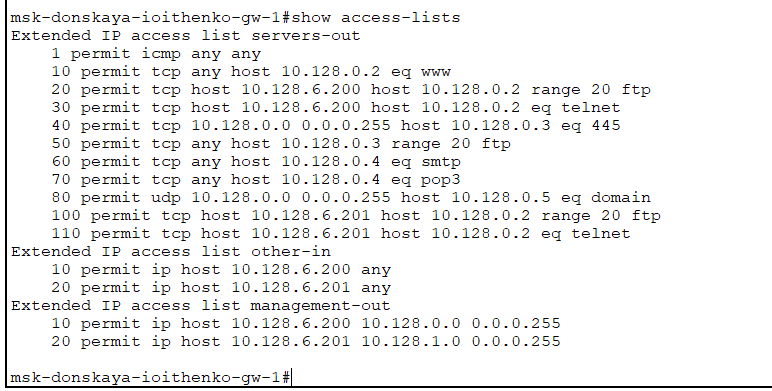 msk-donskaya-ioithenko-gw-1#show access-lists
Extended IP access list servers-out
    1 permit icmp any any
    10 permit tcp any host 10.128.0.2 eq www
    20 permit tcp host 10.128.6.200 host 10.128.0.2 range 20 ftp
    30 permit tcp host 10.128.6.200 host 10.128.0.2 eq telnet
    40 permit tcp 10.128.0.0 0.0.0.255 host 10.128.0.3 eq 445
    50 permit tcp any host 10.128.0.3 range 20 ftp
    60 permit tcp any host 10.128.0.4 eq smtp
    70 permit tcp any host 10.128.0.4 eq pop3
    80 permit udp 10.128.0.0 0.0.0.255 host 10.128.0.5 eq domain
    100 permit tcp host 10.128.6.201 host 10.128.0.2 range 20 ftp
    110 permit tcp host 10.128.6.201 host 10.128.0.2 eq telnet
Extended IP access list other-in
    10 permit ip host 10.128.6.200 any
    20 permit ip host 10.128.6.201 any
Extended IP access list management-out
    10 permit ip host 10.128.6.200 10.128.0.0 0.0.0.255
    20 permit ip host 10.128.6.201 10.128.1.0 0.0.0.255
msk-donskaya-ioithenko-gw-1#